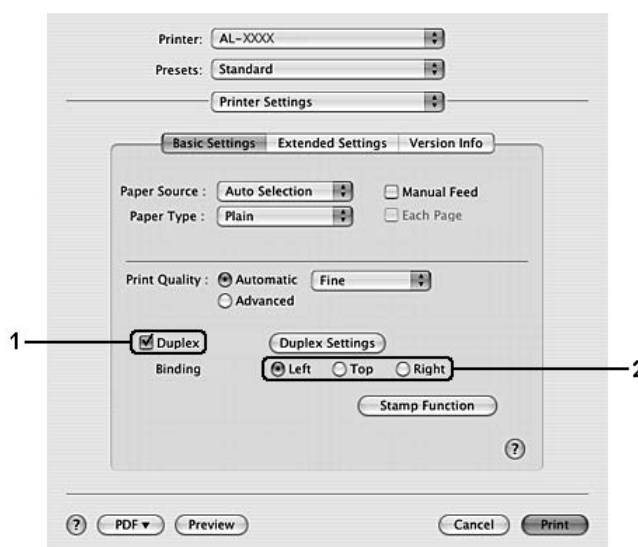 Printer: AL-XXXX
Presets: Standard
Printer Settings
Basic Settings Extended Settings Version Info
Paper Source : Auto Selection Manual Feed
Paper Type : Plain Each Page
Print Quality : Automatic Fine
Advanced
1 Duplex Duplex Settings
Binding Left Top Right 2
Stamp Function
?
? PDF▼ Preview Cancel Print